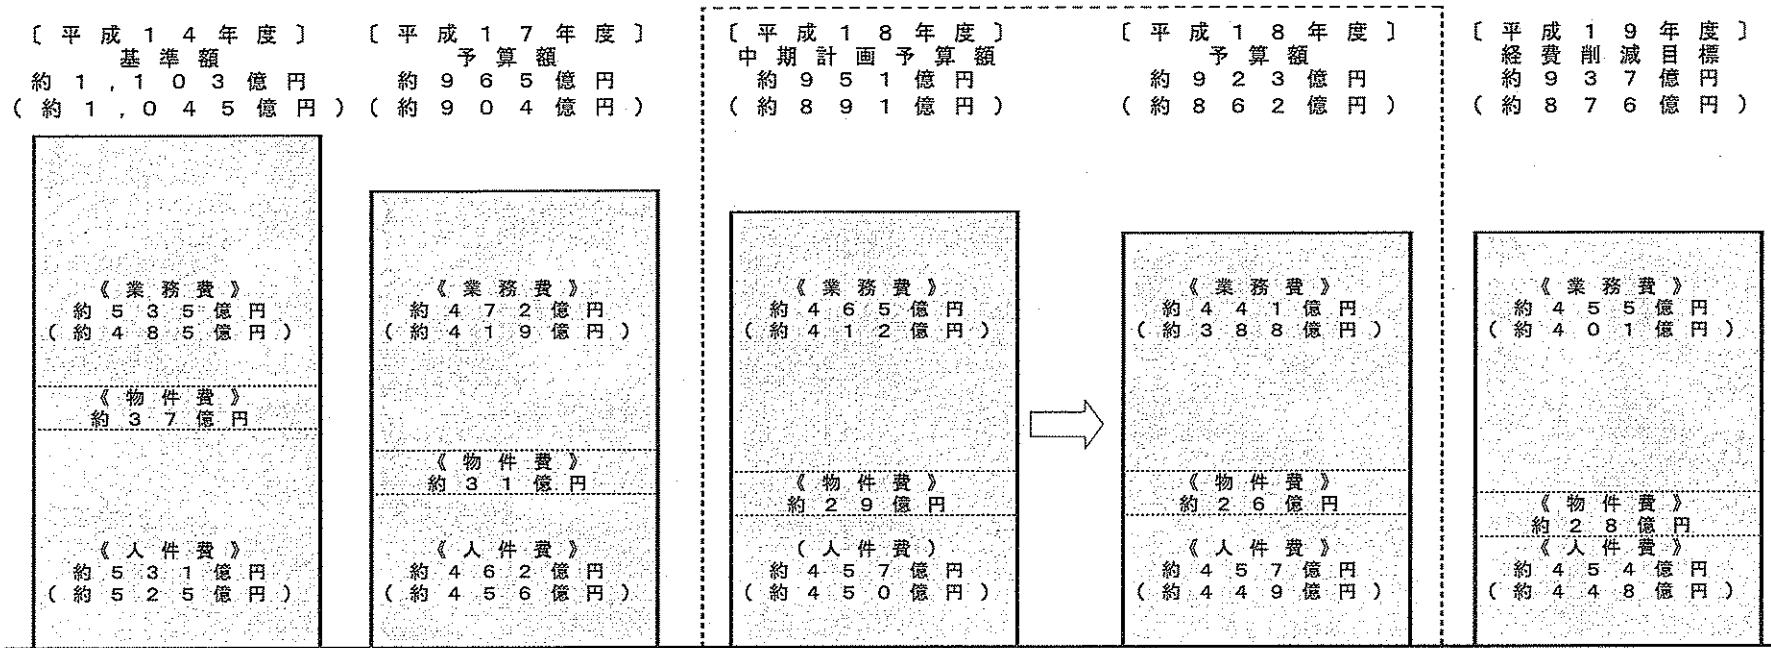 〔平成14年度〕
基準額
約1,103億円
(約1,045億円)
〔平成17年度〕
予算額
約965億円
(約904億円)
〔平成18年度〕
中期計画予算額
約951億円
(約891億円)
〔平成18年度〕
予算額
約923億円
(約862億円)
〔平成19年度〕
経費削減目標
約937億円
(約876億円)
《業務費》
約535億円
(約485億円)
《物件費》
約37億円
《人件費》
約531億円
(約525億円)
《業務費》
約472億円
(約419億円)
《物件費》
約31億円
《人件費》
約462億円
(約456億円)
《業務費》
約465億円
(約412億円)
《物件費》
約29億円
(人件費)
約457億円
(約450億円)
《業務費》
約441億円
(約388億円)
《物件費》
約26億円
《人件費》
約457億円
(約449億円)
《業務費》
約455億円
(約401億円)
《物件費》
約28億円
《人件費》
約454億円
(約448億円)